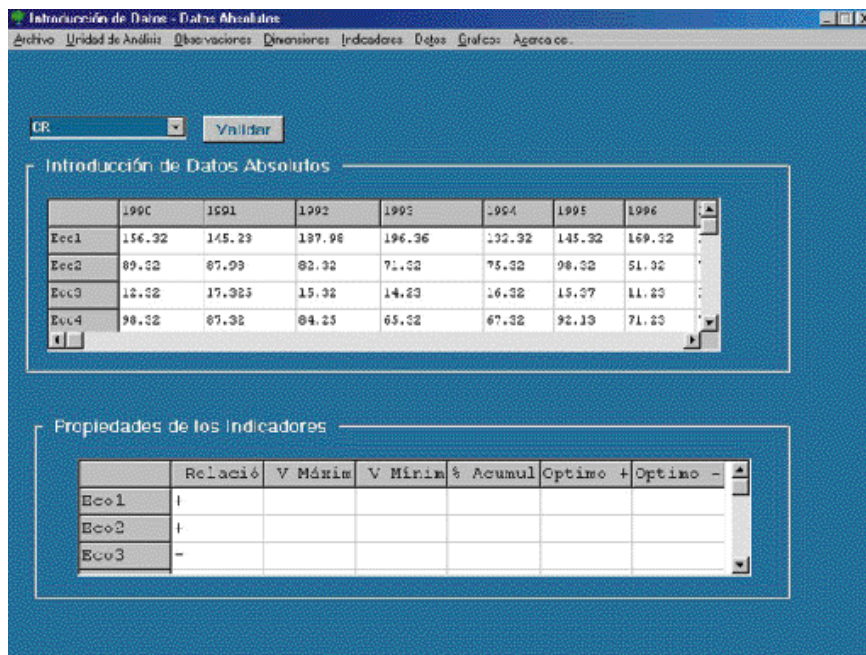 Introducción de Datos - Datos Absolutos
Archivo Unidad de Análisis Observaciones Dimensiones Indicadores Datos Graficos Acerca de..
CR Validar
Introducción de Datos Absolutos
1990 1991 1992 1993 1994 1995 1996
Eco1 156.32 145.23 187.98 196.36 132.32 145.32 169.32
Eco2 89.32 87.93 82.32 71.32 75.32 98.32 51.32
Eco3 12.32 17.325 15.32 14.23 16.32 15.37 11.23
Eco4 98.32 87.32 84.25 65.32 67.32 92.13 71.23
Propiedades de los Indicadores
Relació V Máxim V Mínim % Acumul Optimo + Optimo -
Eco1 +
Eco2 +
Eco3 -